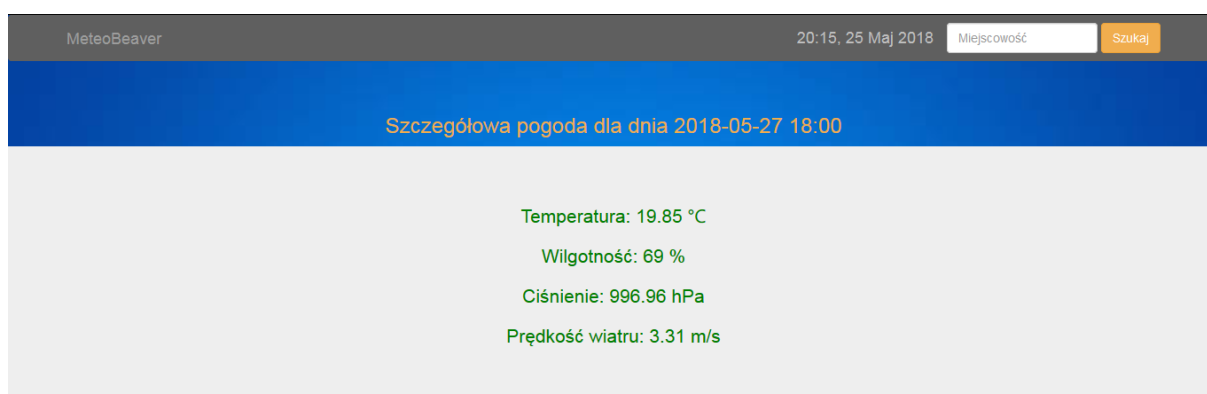 MeteoBeaver 20:15, 25 Maj 2018 Miejscowość Szukaj
Szczegółowa pogoda dla dnia 2018-05-27 18:00
Temperatura: 19.85 °C
Wilgotność: 69 %
Ciśnienie: 996.96 hPa
Prędkość wiatru: 3.31 m/s